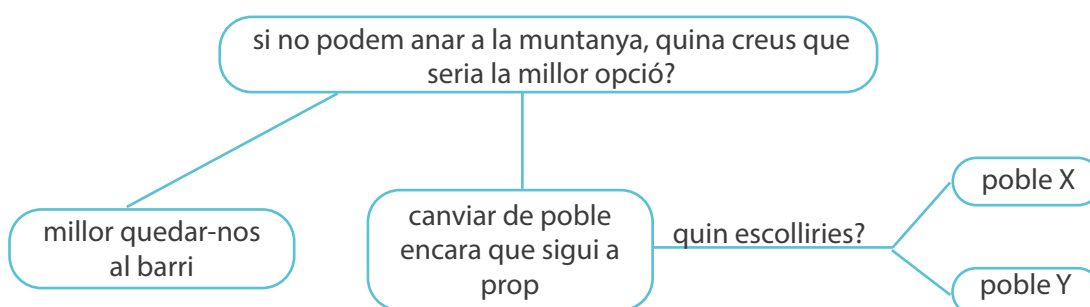 si no podem anar a la muntanya, quina creus que
seria la millor opció?
millor quedar-nos
al barri
canviar de poble
encara que sigui a
prop
quin escolliries?
poble X
poble Y